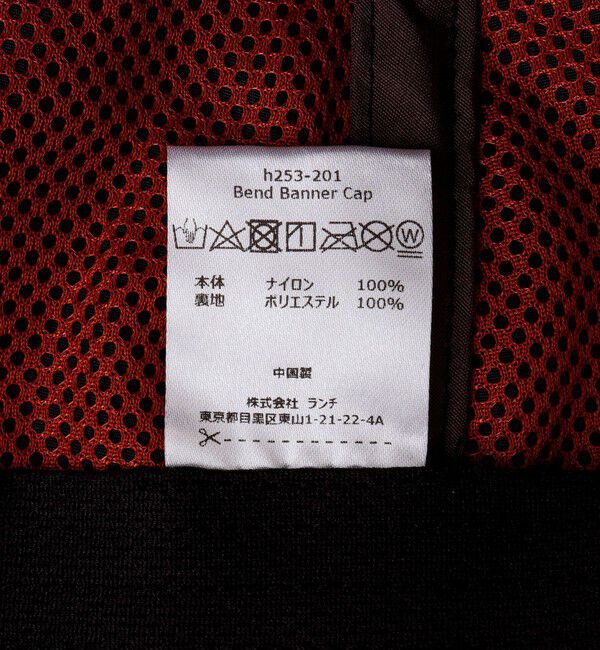 h253-201
Bend Banner Cap
W
本体 ナイロン 100%
裏地 ポリエステル 100%
中国製
株式会社 ランチ
東京都目黒区東山1-21-22-4A